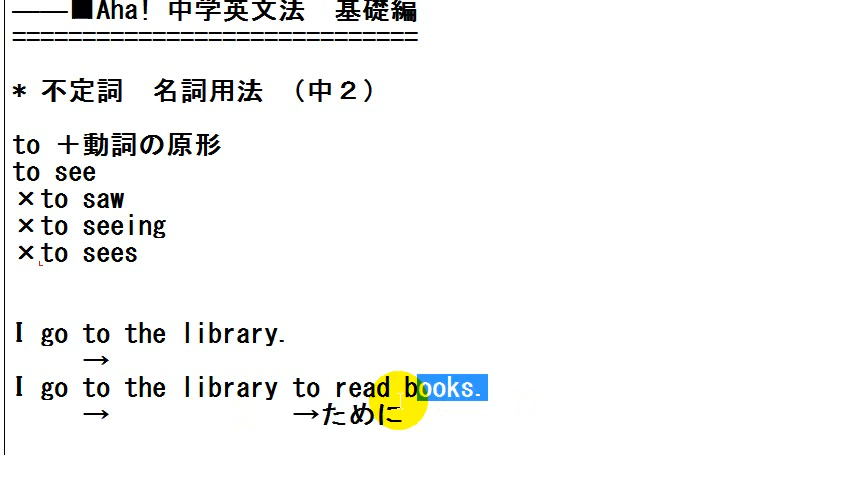 ――――■Aha! 中学英文法　基礎編
=============================
* 不定詞　名詞用法　（中２）
to ＋動詞の原形
to see
×to saw
×to seeing
×to sees
I go to the library.
→
I go to the library to read books.
→ →ために